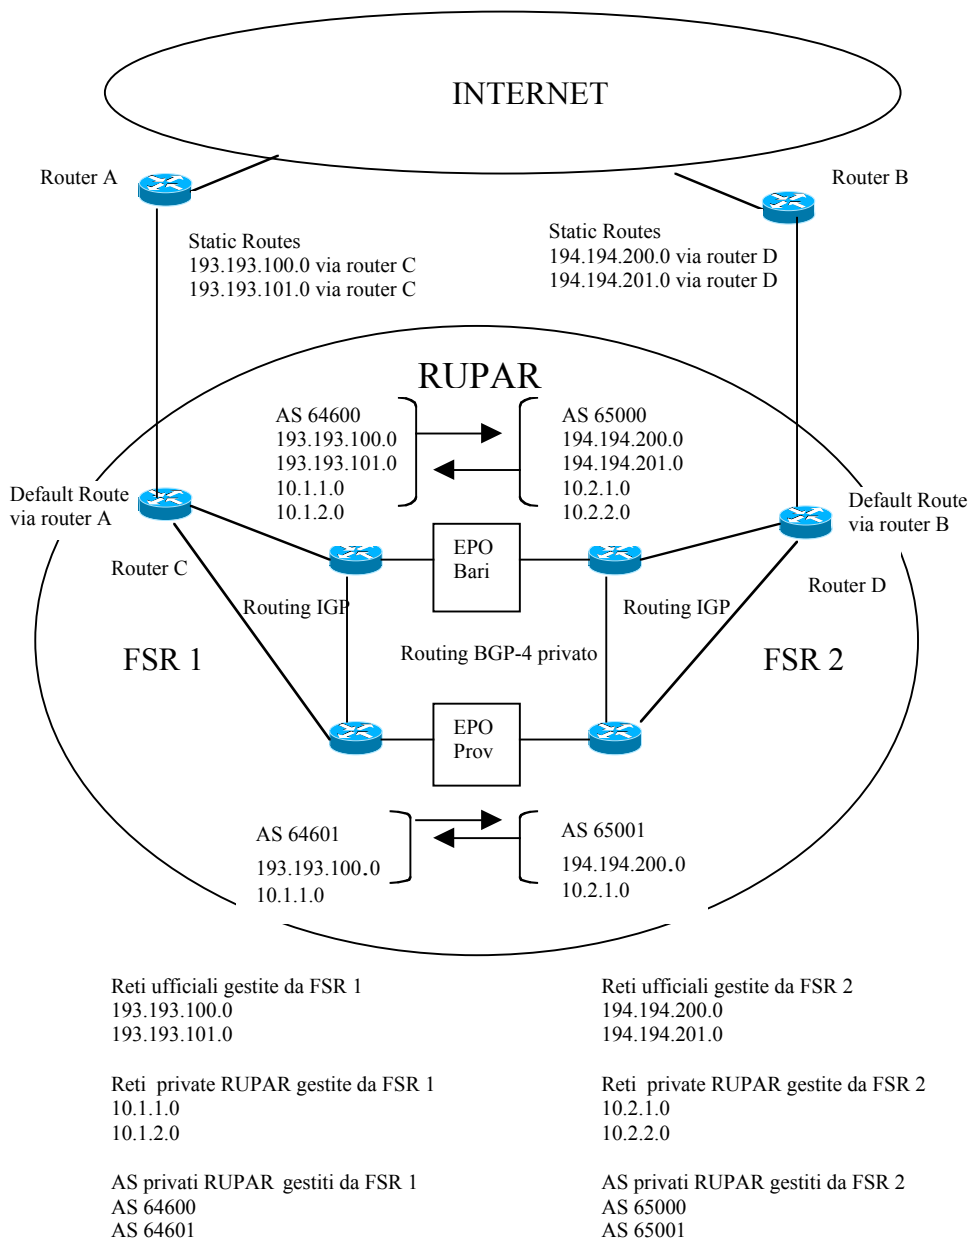 INTERNET
Router A
Router B
Static Routes
193.193.100.0 via router C
193.193.101.0 via router C
Static Routes
194.194.200.0 via router D
194.194.201.0 via router D
RUPAR
AS 64600
193.193.100.0
193.193.101.0
10.1.1.0
10.1.2.0
AS 65000
194.194.200.0
194.194.201.0
10.2.1.0
10.2.2.0
Default Route
via router A
Default Route
via router B
Router C
EPO
Bari
Router D
Routing IGP
Routing IGP
FSR 1
Routing BGP-4 privato
FSR 2
EPO
Prov
AS 64601
193.193.100.0
10.1.1.0
AS 65001
194.194.200.0
10.2.1.0
Reti ufficiali gestite da FSR 1
193.193.100.0
193.193.101.0
Reti private RUPAR gestite da FSR 1
10.1.1.0
10.1.2.0
AS privati RUPAR gestiti da FSR 1
AS 64600
AS 64601
Reti ufficiali gestite da FSR 2
194.194.200.0
194.194.201.0
Reti private RUPAR gestite da FSR 2
10.2.1.0
10.2.2.0
AS privati RUPAR gestiti da FSR 2
AS 65000
AS 65001